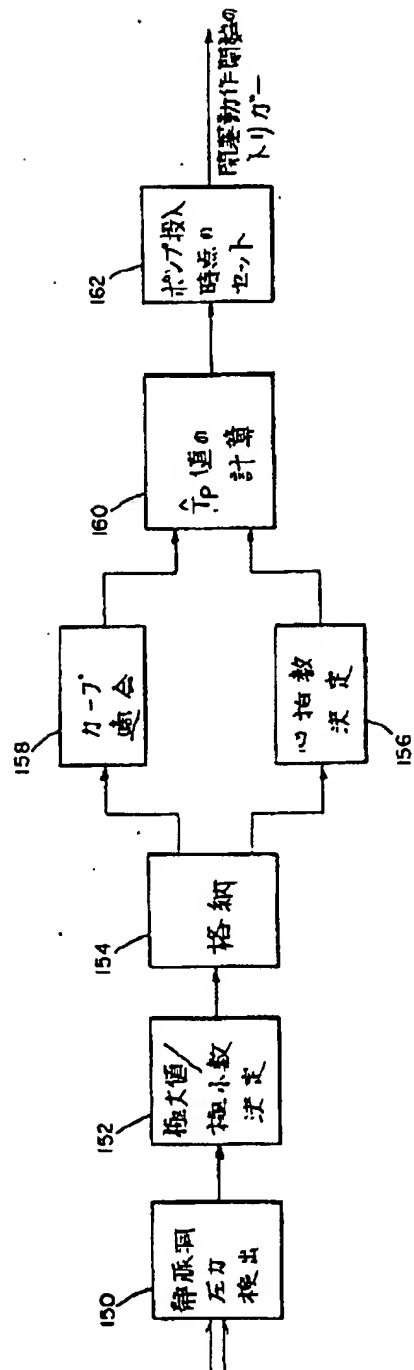 150
静脈洞
圧力
検出
152
極大値/
極小数
決定
154
格納
158
カーブ
156
心拍数
決定
160
T̂p値の
計算
162
ポンプ投入
時点の
セット
閉塞動作開始の
トリガー